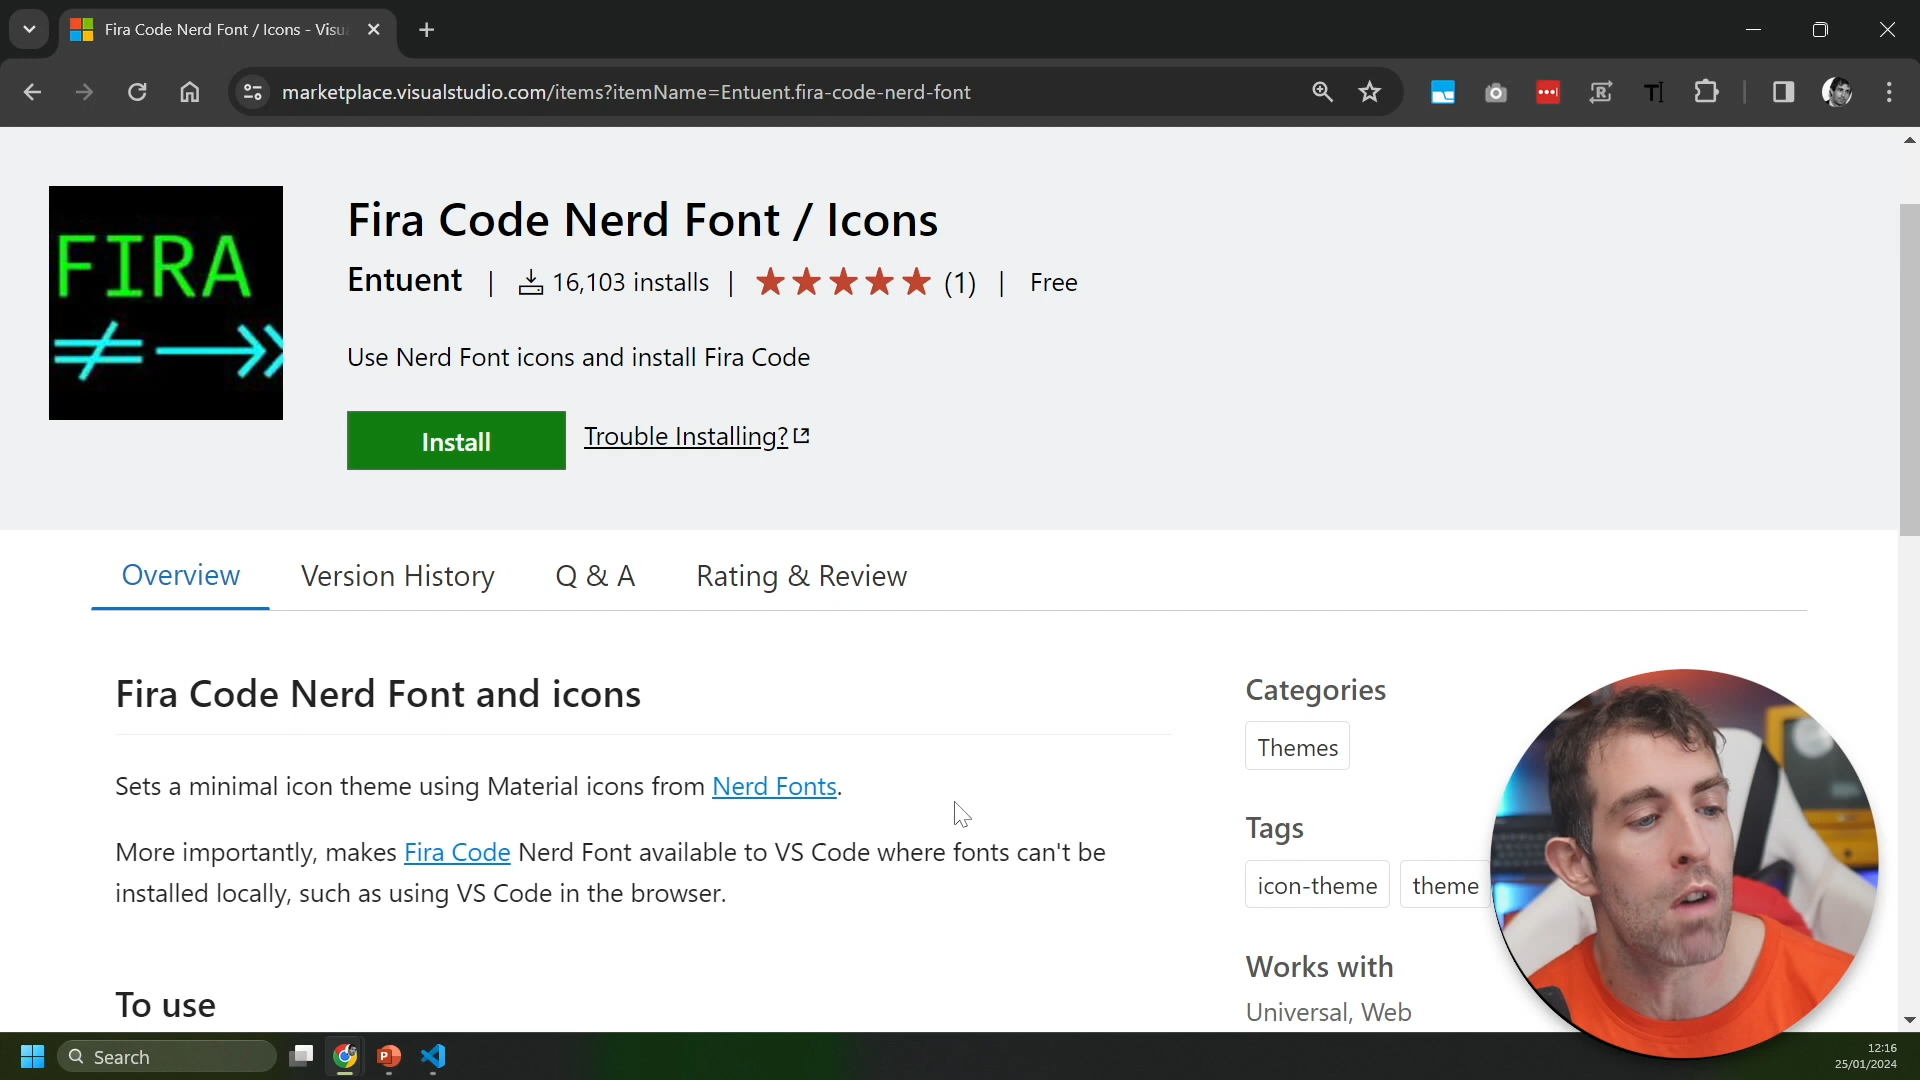 Fira Code Nerd Font / Icons - Visu
marketplace.visualstudio.com/items?itemName=Entuent.fira-code-nerd-font
FIRA
Fira Code Nerd Font / Icons
Entuent | 16,103 installs | (1) | Free
Use Nerd Font icons and install Fira Code
Install
Trouble Installing?
Overview
Version History
Q & A
Rating & Review
Fira Code Nerd Font and icons
Sets a minimal icon theme using Material icons from Nerd Fonts.
More importantly, makes Fira Code Nerd Font available to VS Code where fonts can't be
installed locally, such as using VS Code in the browser.
To use
Categories
Themes
Tags
icon-theme
theme
Works with
Universal, Web
Search
12:16
25/01/2024